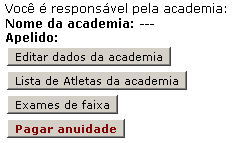 Você é responsável pela academia:
Nome da academia: ---
Apelido:
Editar dados da academia
Lista de Atletas da academia
Exames de faixa
Pagar anuidade